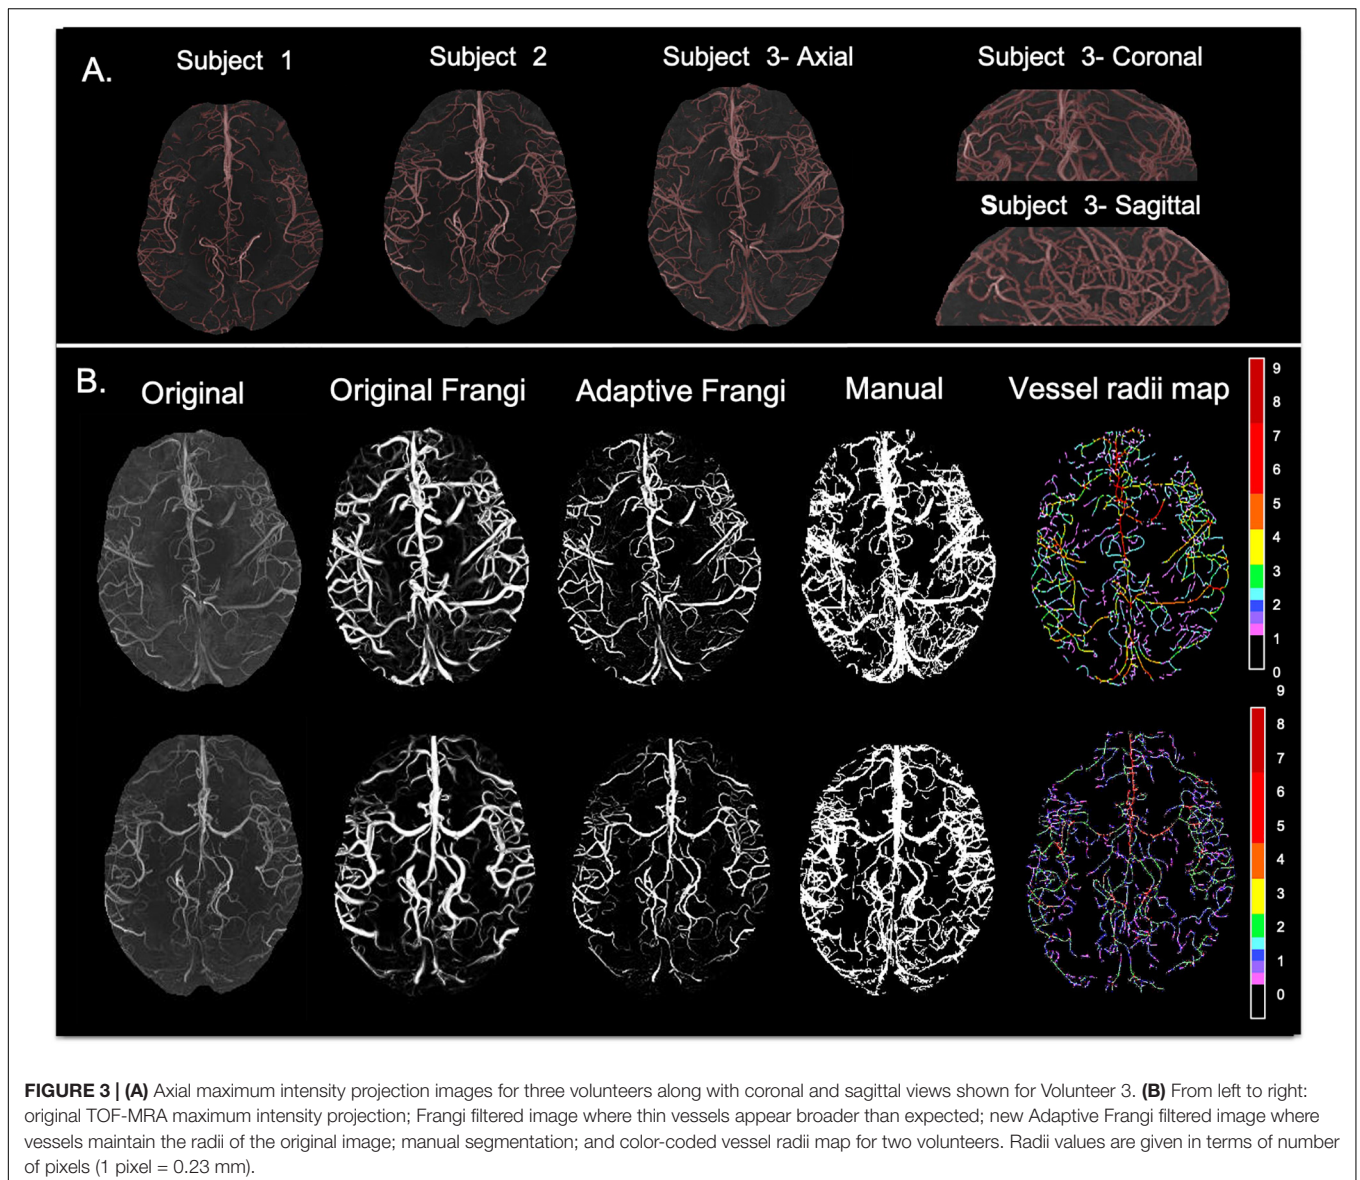 A.
Subject 1
Subject 2
Subject 3- Axial
Subject 3- Coronal
Subject 3- Sagittal
B.
Original
Original Frangi
Adaptive Frangi
Manual
Vessel radii map
9
8
7
6
5
4
3
2
1
0
9
8
7
6
5
4
3
2
1
0
FIGURE 3 | (A) Axial maximum intensity projection images for three volunteers along with coronal and sagittal views shown for Volunteer 3. (B) From left to right:
original TOF-MRA maximum intensity projection; Frangi filtered image where thin vessels appear broader than expected; new Adaptive Frangi filtered image where
vessels maintain the radii of the original image; manual segmentation; and color-coded vessel radii map for two volunteers. Radii values are given in terms of number
of pixels (1 pixel = 0.23 mm).